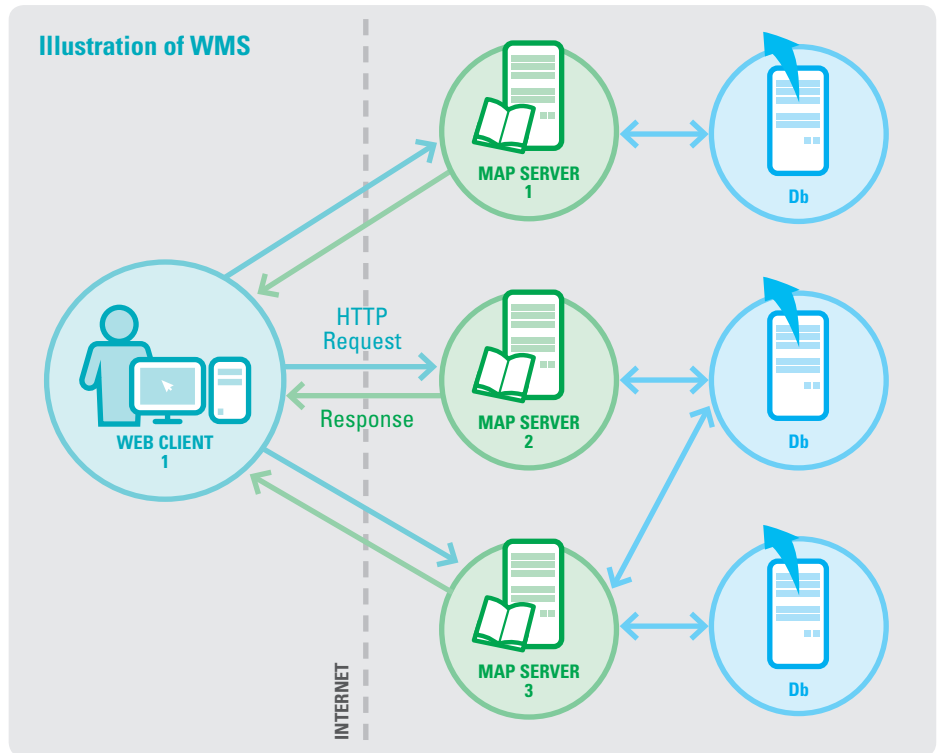 Illustration of WMS
MAP SERVER
1
Db
HTTP
Request
Response
WEB CLIENT
1
MAP SERVER
2
Db
MAP SERVER
3
Db
INTERNET